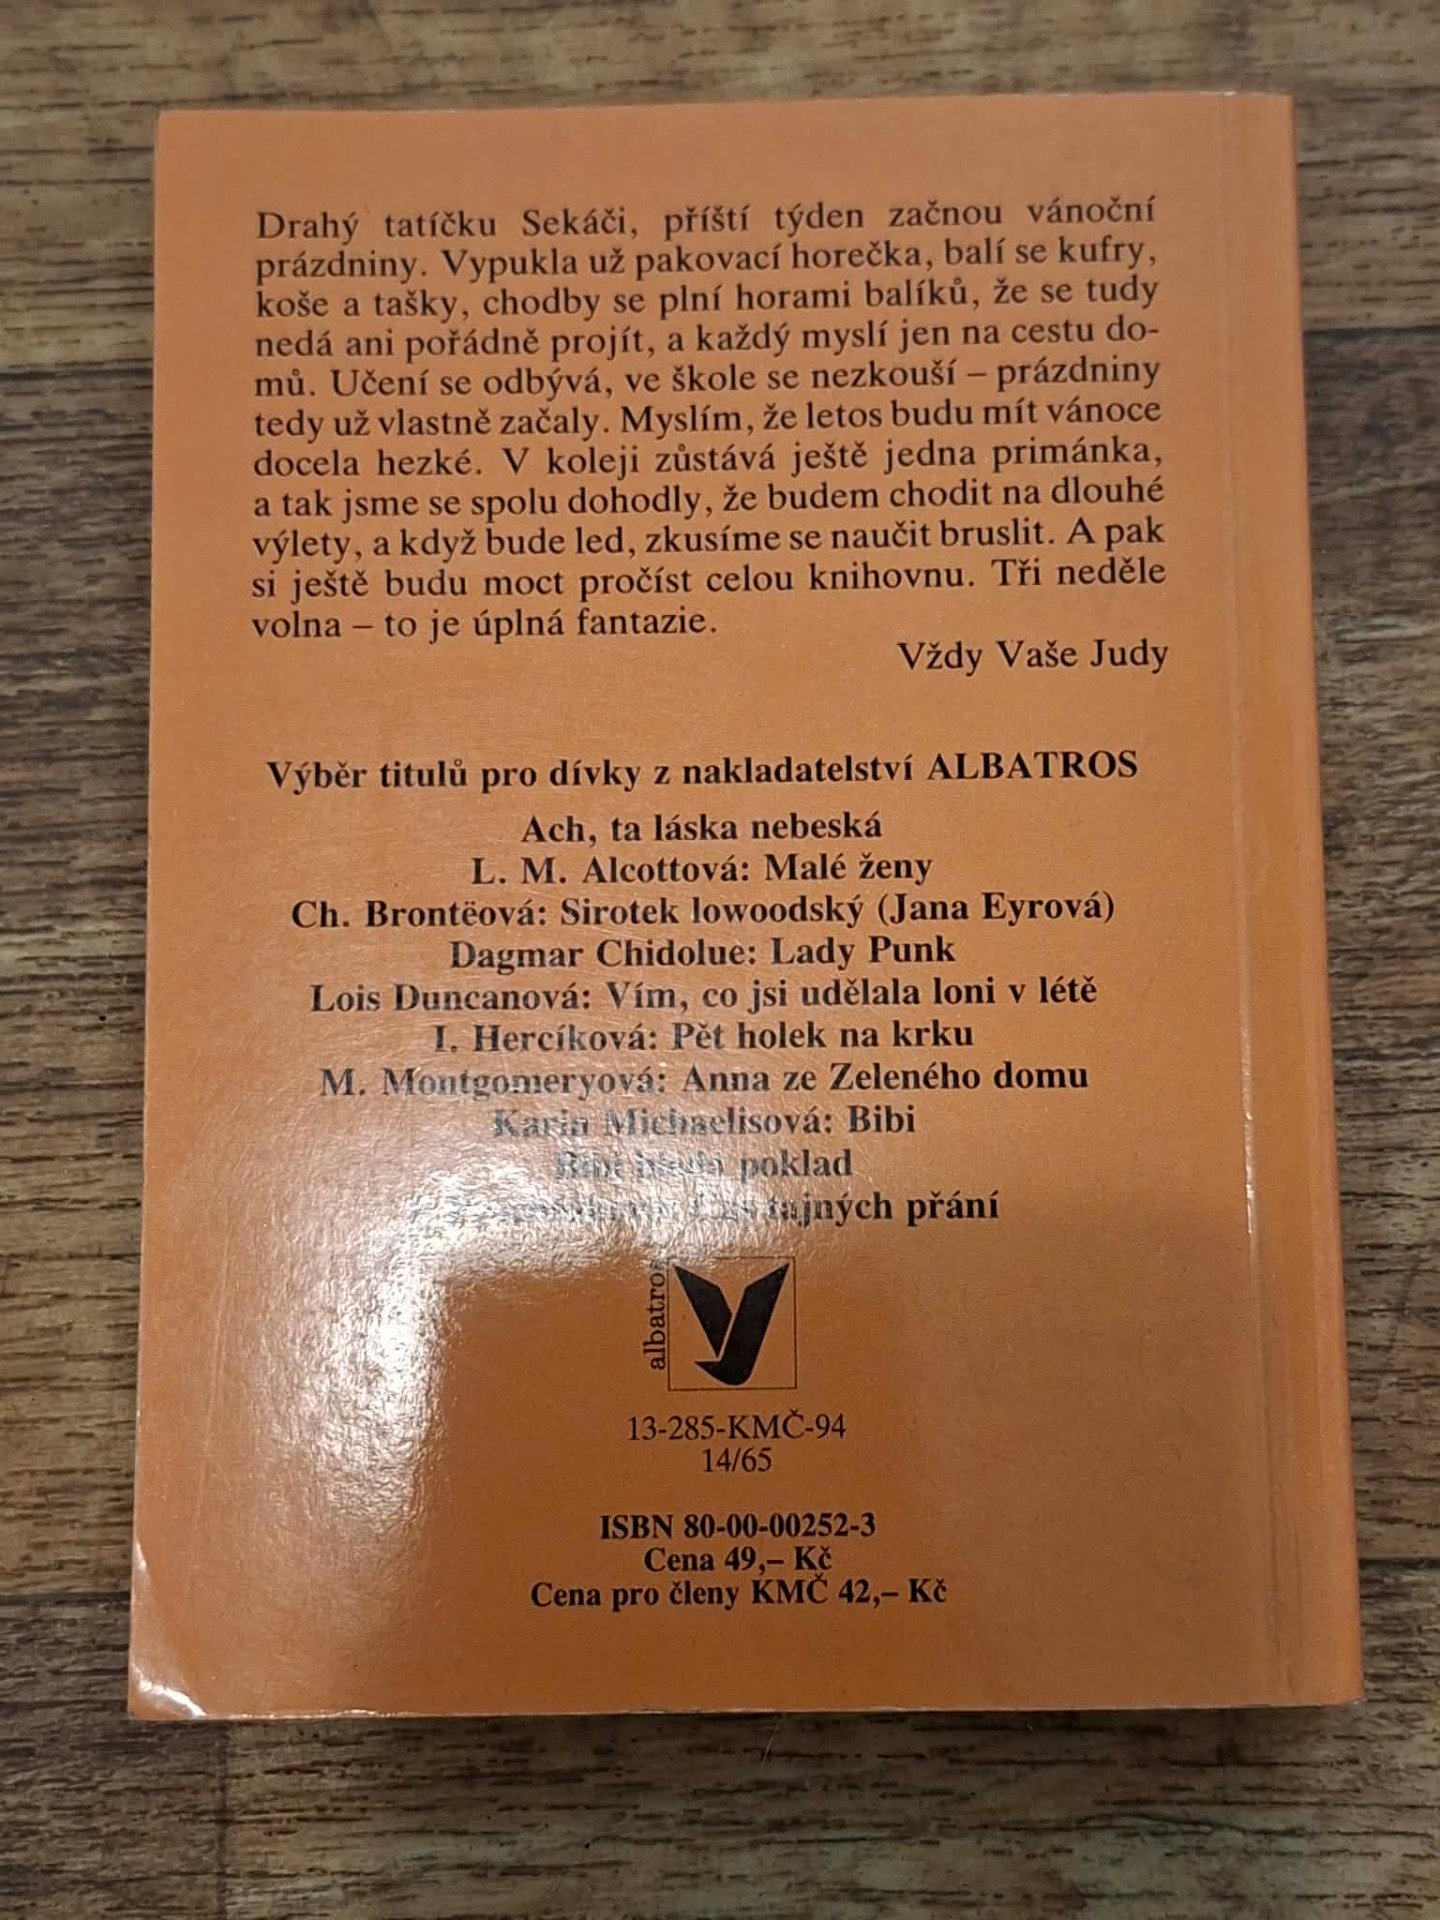 Drahý tatíčku Sekáči, příští týden začnou vánoční
prázdniny. Vypukla už pakovací horečka, balí se kufry,
koše a tašky, chodby se plní horami balíků, že se tudy
nedá ani pořádně projít, a každý myslí jen na cestu do-
mů. Učení se odbývá, ve škole se nezkouší – prázdniny
tedy už vlastně začaly. Myslím, že letos budu mít vánoce
docela hezké. V koleji zůstává ještě jedna primánka,
a tak jsme se spolu dohodly, že budem chodit na dlouhé
výlety, a když bude led, zkusíme se naučit bruslit. A pak
si ještě budu moct pročíst celou knihovnu. Tři neděle
volna – to je úplná fantazie.
Vždy Vaše Judy
Výběr titulů pro dívky z nakladatelství ALBATROS
Ach, ta láska nebeská
L. M. Alcottová: Malé ženy
Ch. Brontëová: Sirotek lowoodský (Jana Eyrová)
Dagmar Chidolue: Lady Punk
Lois Duncanová: Vím, co jsi udělala loni v létě
I. Hercíková: Pět holek na krku
M. Montgomeryová: Anna ze Zeleného domu
Karin Michaelisová: Bibi
Bibi hledá poklad
tajných přání
albatros
13-285-KMČ-94
14/65
ISBN 80-00-00252-3
Cena 49,– Kč
Cena pro členy KMČ 42,– Kč